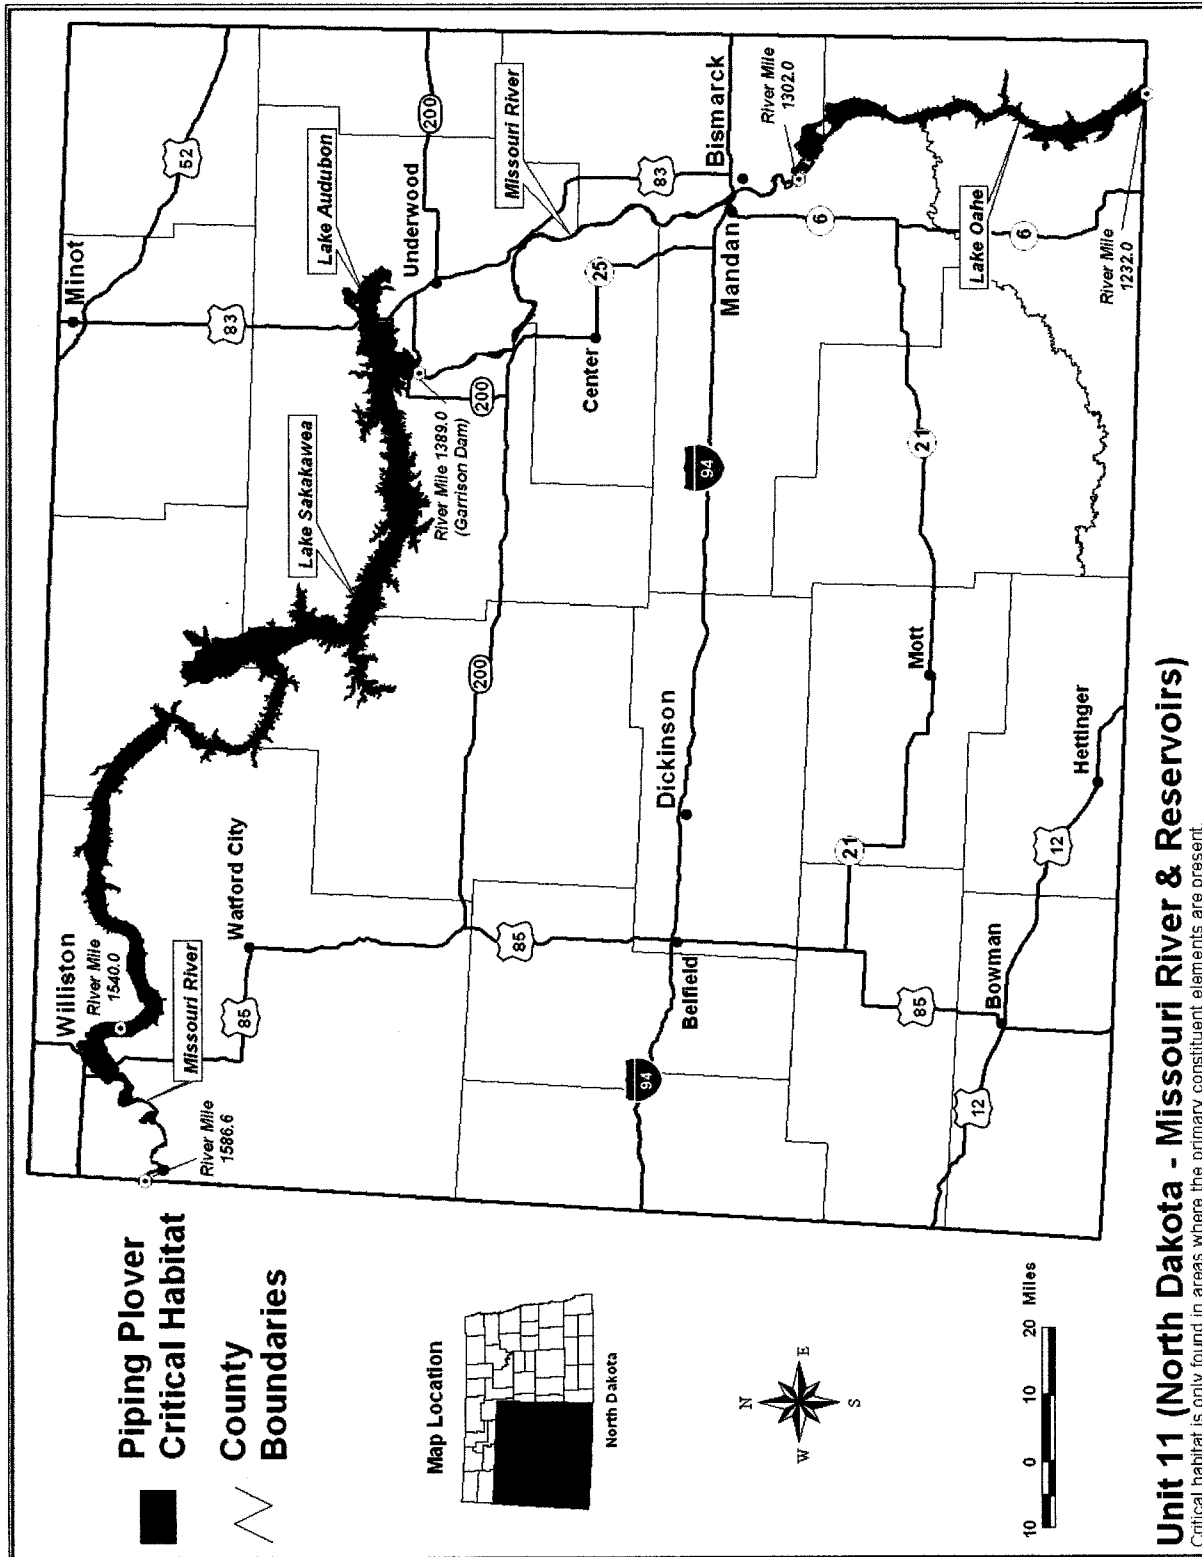 Piping Plover
Critical Habitat
County
Boundaries
Map Location
North Dakota
N
W
E
S
10 0 10 20 Miles
Williston
River Mile
1540.0
Missouri River
River Mile
1586.6
85
Watford City
Minot
52
83
Lake Audubon
Underwood
200
Lake Sakakawea
River Mile 1389.0
(Garrison Dam)
200
Missouri River
25
Center
83
Bismarck
Mandan
River Mile
1302.0
200
85
Dickinson
Belfield
94
94
6
21
Lake Oahe
6
River Mile
1232.0
Mott
21
85
Bowman
12
12
Hettinger
Unit 11 (North Dakota - Missouri River & Reservoirs)
(Critical habitat is only found in areas where the primary constituent elements are present.